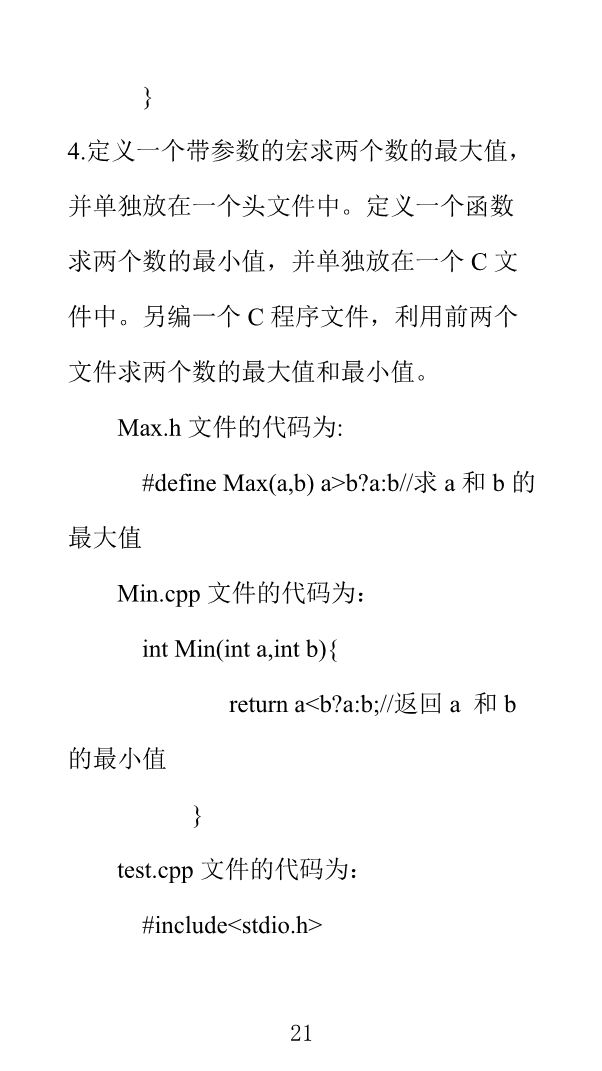 }
4.定义一个带参数的宏求两个数的最大值，
并单独放在一个头文件中。定义一个函数
求两个数的最小值，并单独放在一个 C 文
件中。另编一个 C 程序文件，利用前两个
文件求两个数的最大值和最小值。
Max.h 文件的代码为:
#define Max(a,b) a>b?a:b//求 a 和 b 的
最大值
Min.cpp 文件的代码为：
int Min(int a,int b){
return a<b?a:b;//返回 a 和 b
的最小值
}
test.cpp 文件的代码为：
#include<stdio.h>
21